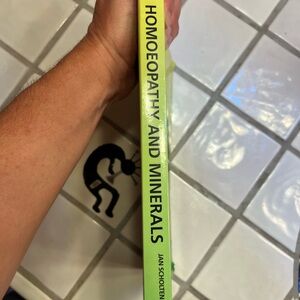 HOMOEOPATHY AND MINERALS
JAN SCHOLTEN